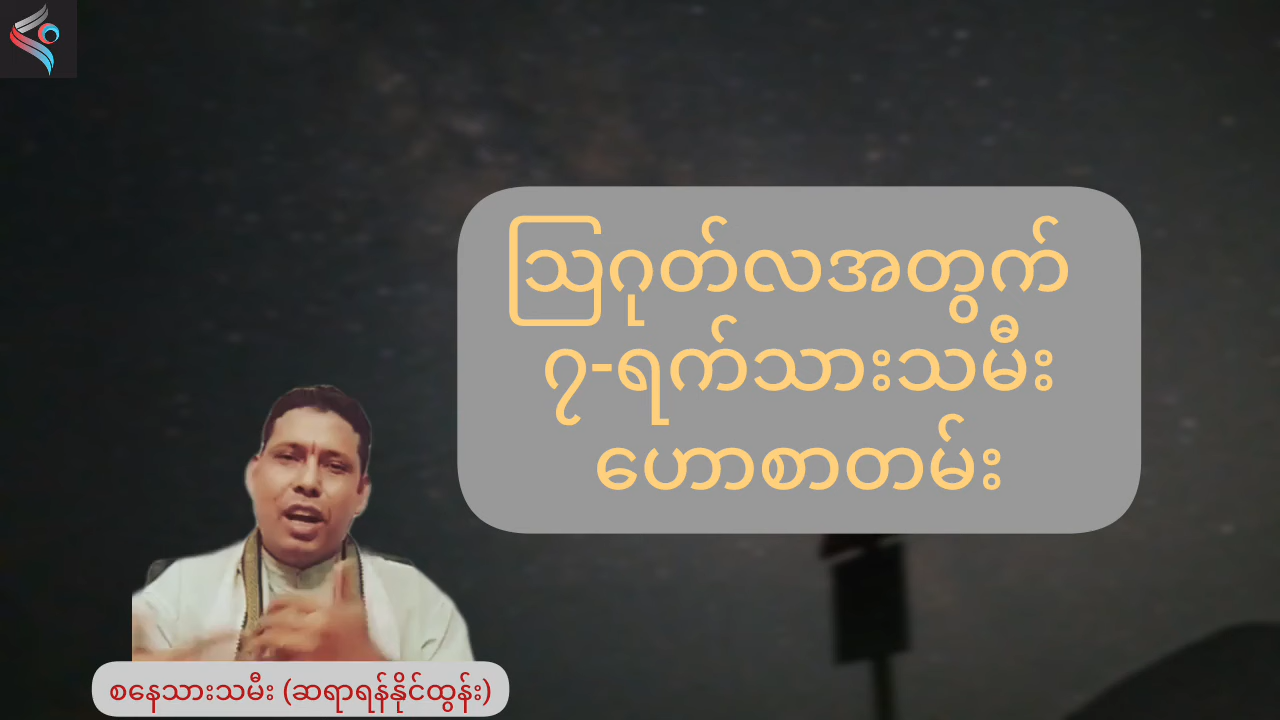 ဩဂုတ်လအတွက်
၇-ရက်သားသမီး
ဟောစာတမ်း
စနေသားသမီး (ဆရာရန်နိုင်ထွန်း)